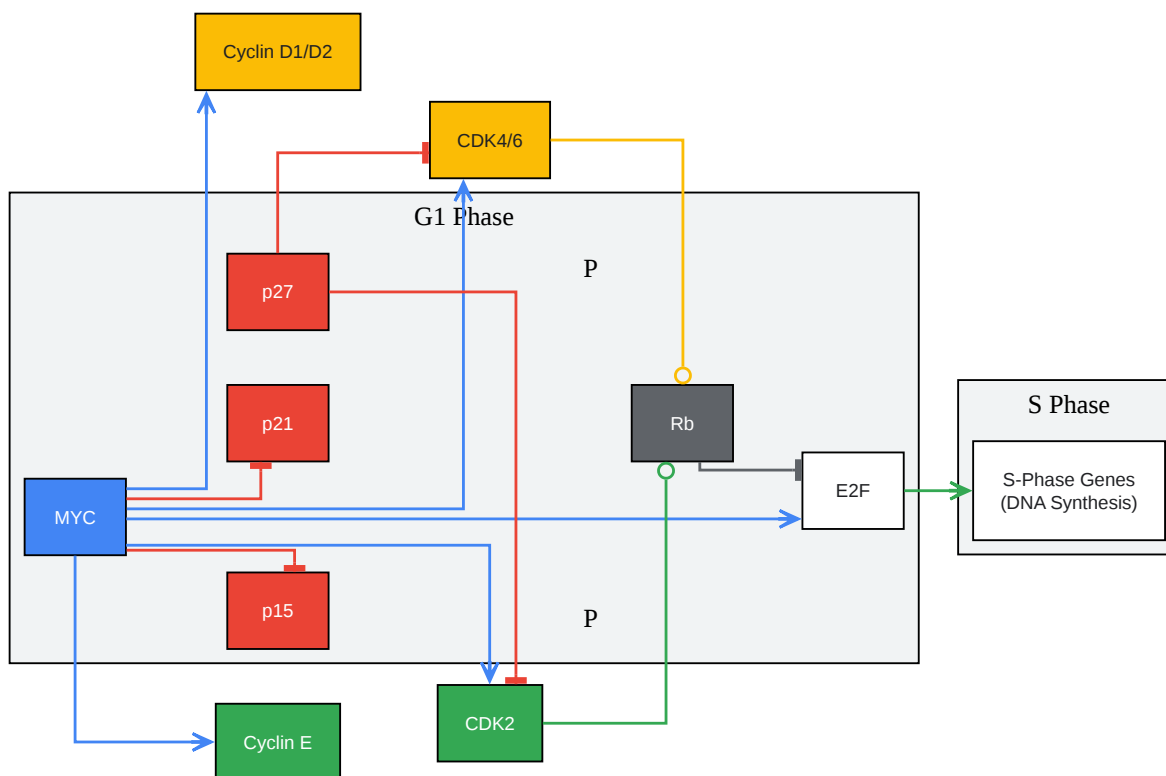 Cyclin D1/D2
CDK4/6
G1 Phase
p27
P
p21
Rb
S Phase
MYC
E2F
S-Phase Genes
(DNA Synthesis)
p15
P
CDK2
Cyclin E